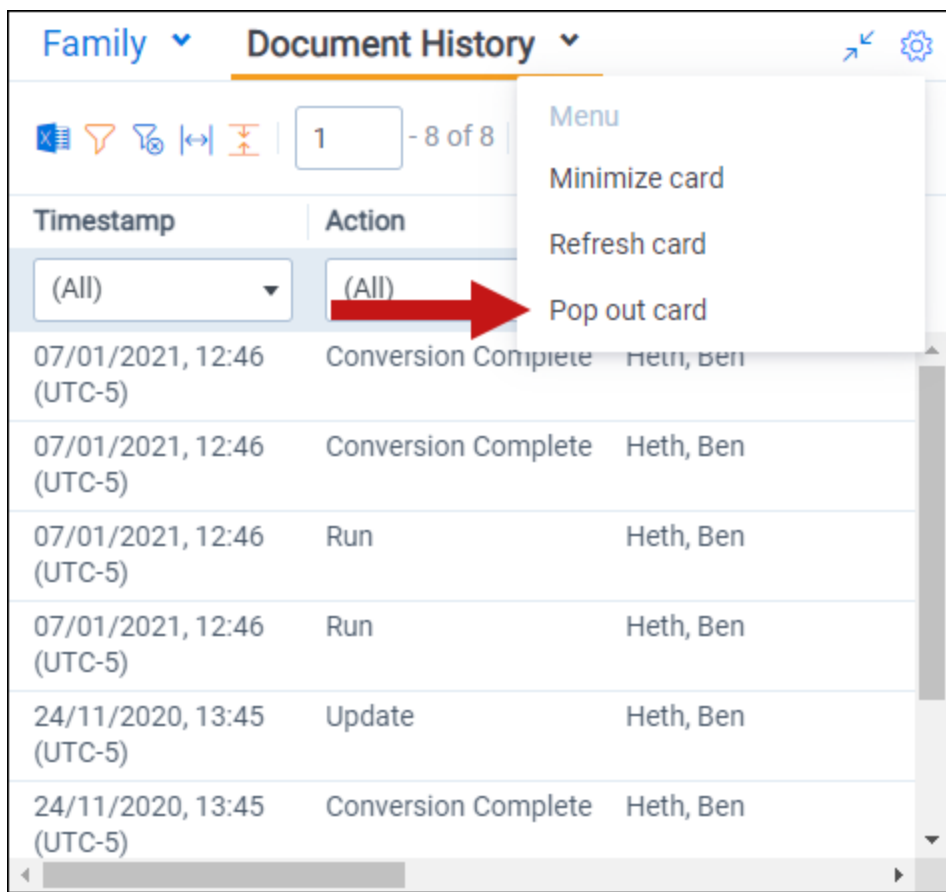 Family Document History
Menu
Minimize card
Refresh card
Pop out card
1 - 8 of 8
Timestamp Action
(All) (All)
07/01/2021, 12:46 Conversion Complete Heth, Ben
(UTC-5)
07/01/2021, 12:46 Conversion Complete Heth, Ben
(UTC-5)
07/01/2021, 12:46 Run Heth, Ben
(UTC-5)
07/01/2021, 12:46 Run Heth, Ben
(UTC-5)
24/11/2020, 13:45 Update Heth, Ben
(UTC-5)
24/11/2020, 13:45 Conversion Complete Heth, Ben
(UTC-5)